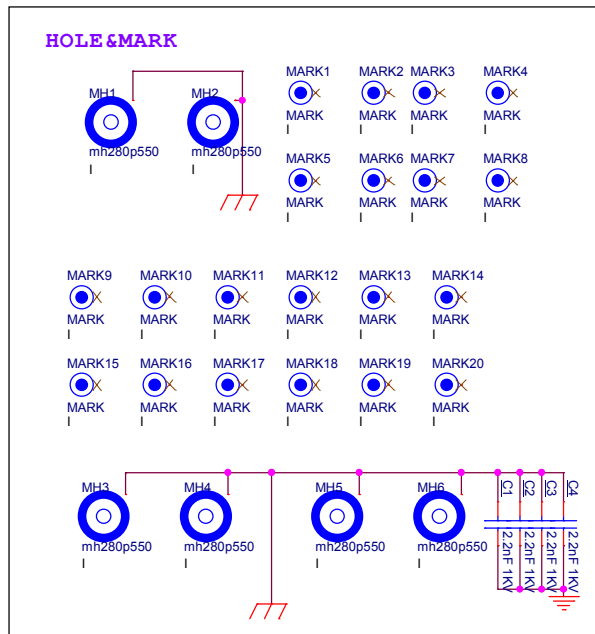 HOLE&MARK
MARK1 MARK2 MARK3 MARK4
MH1 MH2
MARK MARK MARK MARK
mh280p550 mh280p550
I I I I
MARK5 MARK6 MARK7 MARK8
I I
MARK MARK MARK MARK
I I I I
MARK9 MARK10 MARK11 MARK12 MARK13 MARK14
MARK MARK MARK MARK MARK MARK
I I I I I I
MARK15 MARK16 MARK17 MARK18 MARK19 MARK20
MARK MARK MARK MARK MARK MARK
I I I I I I
MH3 MH4 MH5 MH6
mh280p550 mh280p550 mh280p550 mh280p550
I I I I
C1
2.2nF 1KV
C2
2.2nF 1KV
C3
2.2nF 1KV
C4
2.2nF 1KV